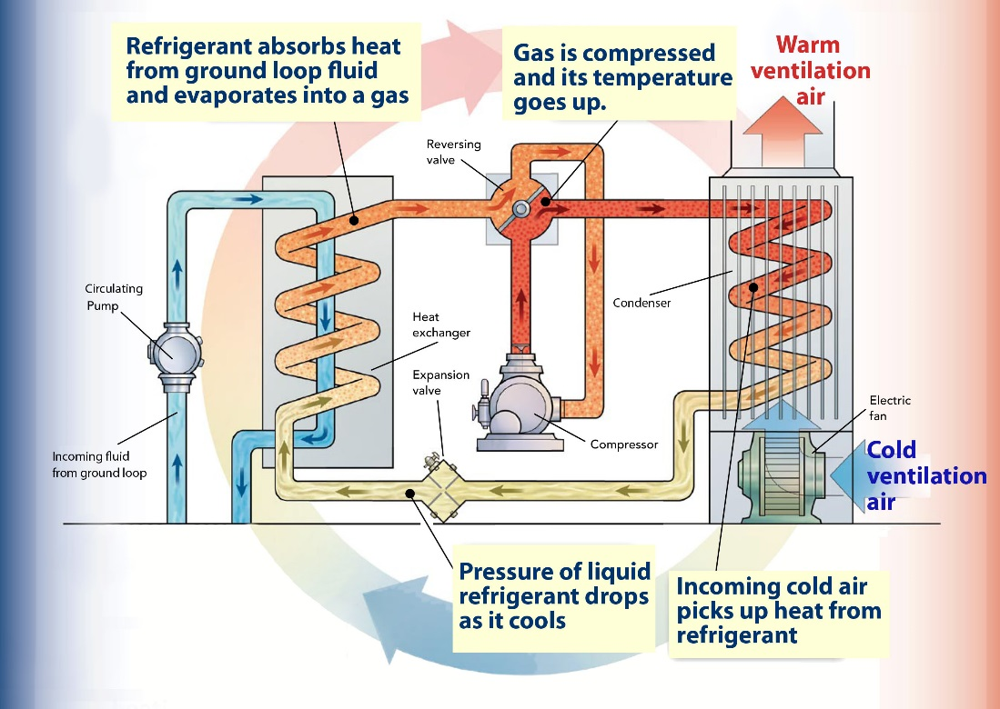 Refrigerant absorbs heat
from ground loop fluid
and evaporates into a gas
Gas is compressed
and its temperature
goes up.
Warm
ventilation
air
Reversing
valve
Circulating
Pump
Heat
exchanger
Condenser
Expansion
valve
Electric
fan
Compressor
Incoming fluid
from ground loop
Cold
ventilation
air
Pressure of liquid
refrigerant drops
as it cools
Incoming cold air
picks up heat from
refrigerant